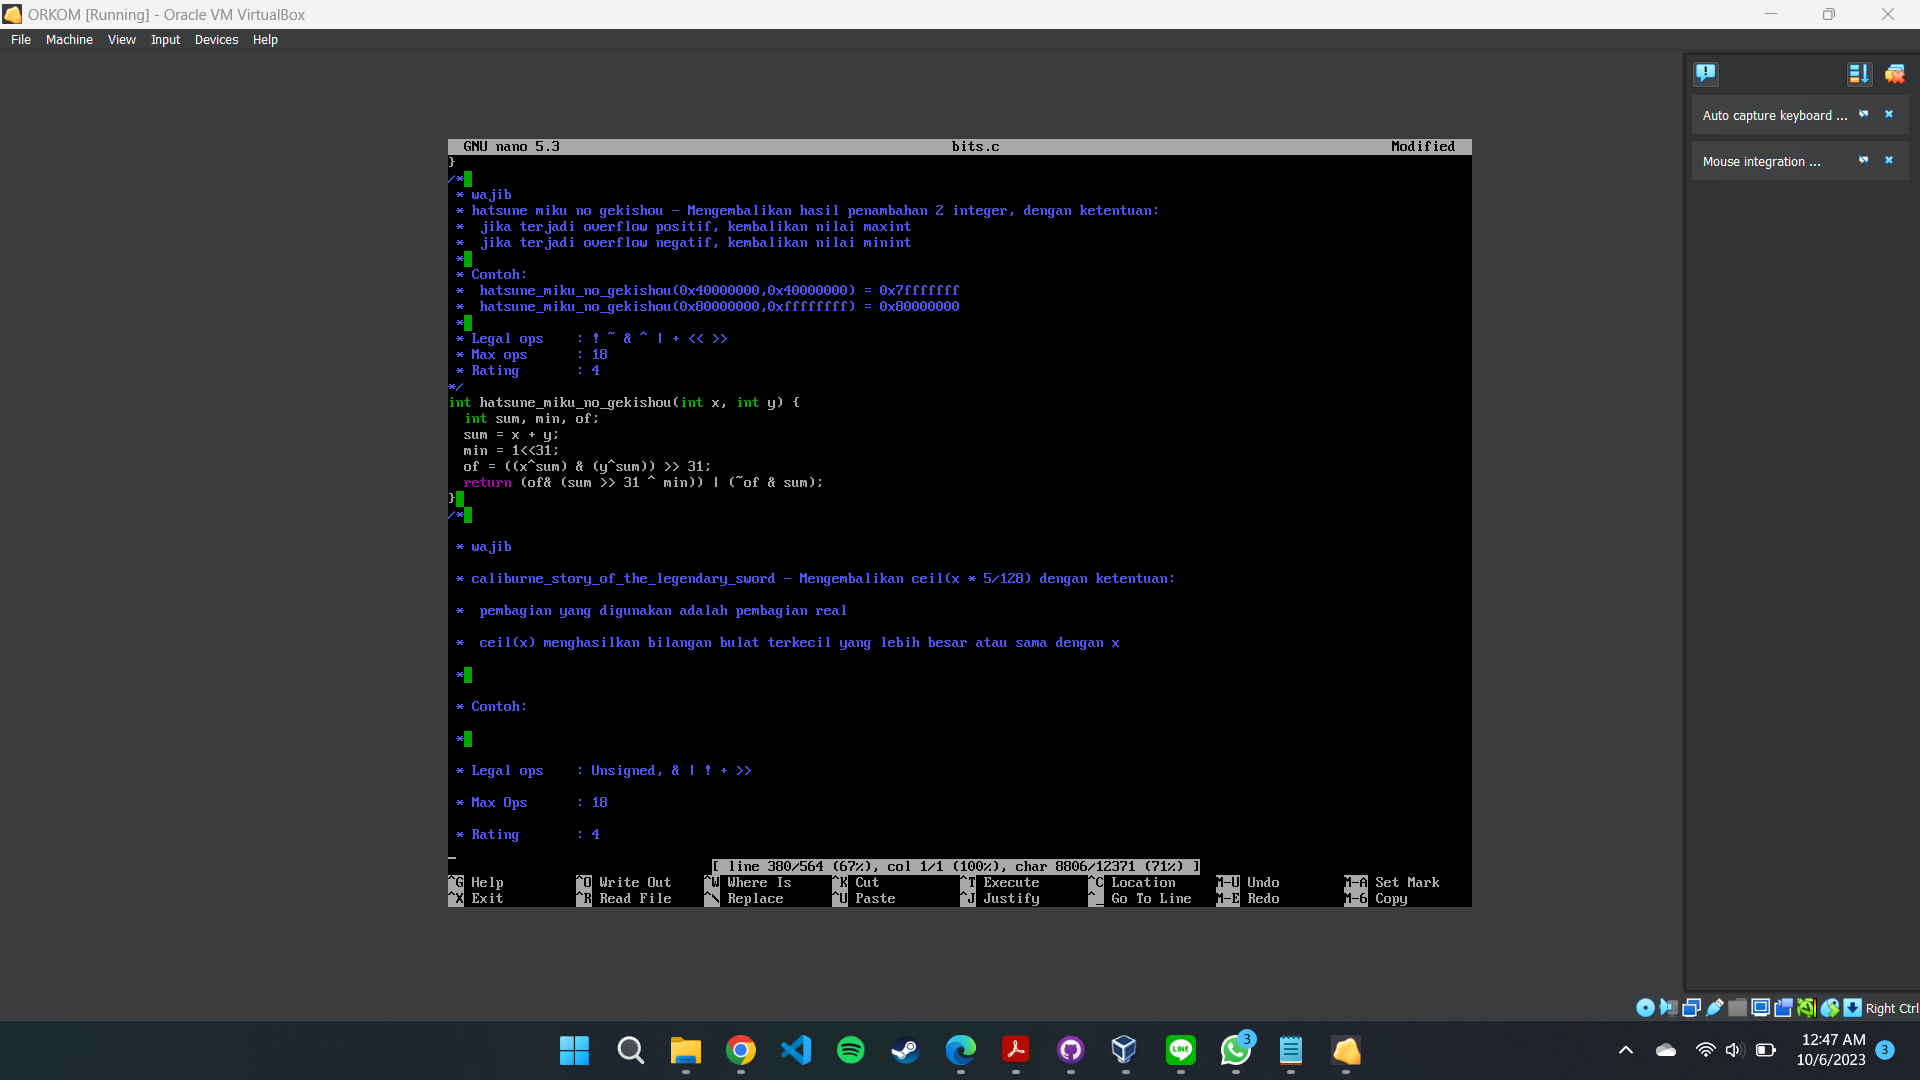 ORKOM [Running] - Oracle VM VirtualBox
File Machine View Input Devices Help
Auto capture keyboard ...
Mouse integration ...
GNU nano 5.3 bits.c Modified
}
/*
* wajib
* hatsune miku no gekishou - Mengembalikan hasil penambahan 2 integer, dengan ketentuan:
* jika terjadi overflow positif, kembalikan nilai maxint
* jika terjadi overflow negatif, kembalikan nilai minint
*
* Contoh:
* hatsune_miku_no_gekishou(0x40000000,0x40000000) = 0x7fffffff
* hatsune_miku_no_gekishou(0x80000000,0xffffffff) = 0x80000000
*
* Legal ops : ! ~ & ^ | + << >>
* Max ops : 18
* Rating : 4
*/
int hatsune_miku_no_gekishou(int x, int y) {
int sum, min, of;
sum = x + y;
min = 1<<31;
of = ((x^sum) & (y^sum)) >> 31;
return (of& (sum >> 31 ^ min)) | (~of & sum);
}
/*
* wajib
* caliburne_story_of_the_legendary_sword - Mengembalikan ceil(x * 5/128) dengan ketentuan:
* pembagian yang digunakan adalah pembagian real
* ceil(x) menghasilkan bilangan bulat terkecil yang lebih besar atau sama dengan x
*
* Contoh:
*
* Legal ops : Unsigned, & | ! + >>
* Max Ops : 18
* Rating : 4
[ line 380/564 (67%), col 1/1 (100%), char 8806/12371 (71%) ]
^G Help ^O Write Out ^W Where Is ^K Cut ^T Execute ^C Location M-U Undo M-A Set Mark
^X Exit ^R Read File ^\ Replace ^U Paste ^J Justify ^_ Go To Line M-E Redo M-6 Copy
Right Ctrl
LINE
3
12:47 AM
10/6/2023
3